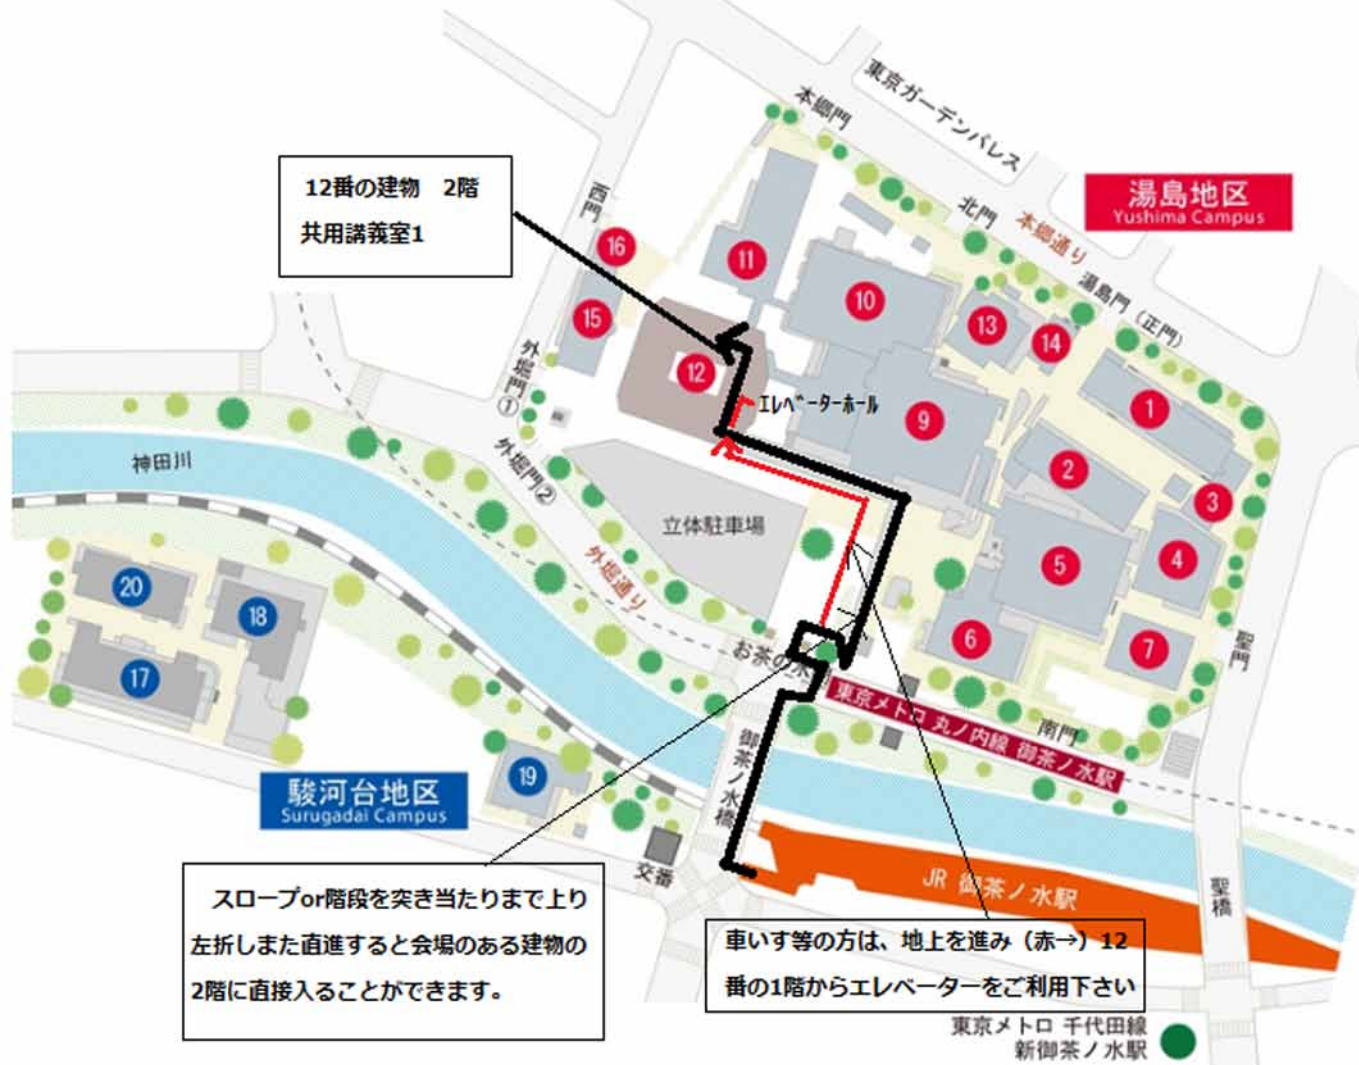 東京ガーデンパレス
本郷門
湯島地区
Yushima Campus
12番の建物 2階
共用講義室1
西門
北門
本郷通り
湯島門(正門)
16
11
10
15
13
14
12
エレベーターホール
1
9
2
3
外堀門①
外堀門②
神田川
立体駐車場
外堀通り
5
4
6
7
20
18
17
お茶の水
聖門
東京メトロ 丸ノ内線 御茶ノ水駅
南門
御茶ノ水橋
19
駿河台地区
Surugadai Campus
交番
JR 御茶ノ水駅
聖橋
スロープor階段を突き当たりまで上り
左折しまた直進すると会場のある建物の
2階に直接入ることができます。
車いす等の方は、地上を進み(赤→)12
番の1階からエレベーターをご利用下さい
東京メトロ 千代田線
新御茶ノ水駅